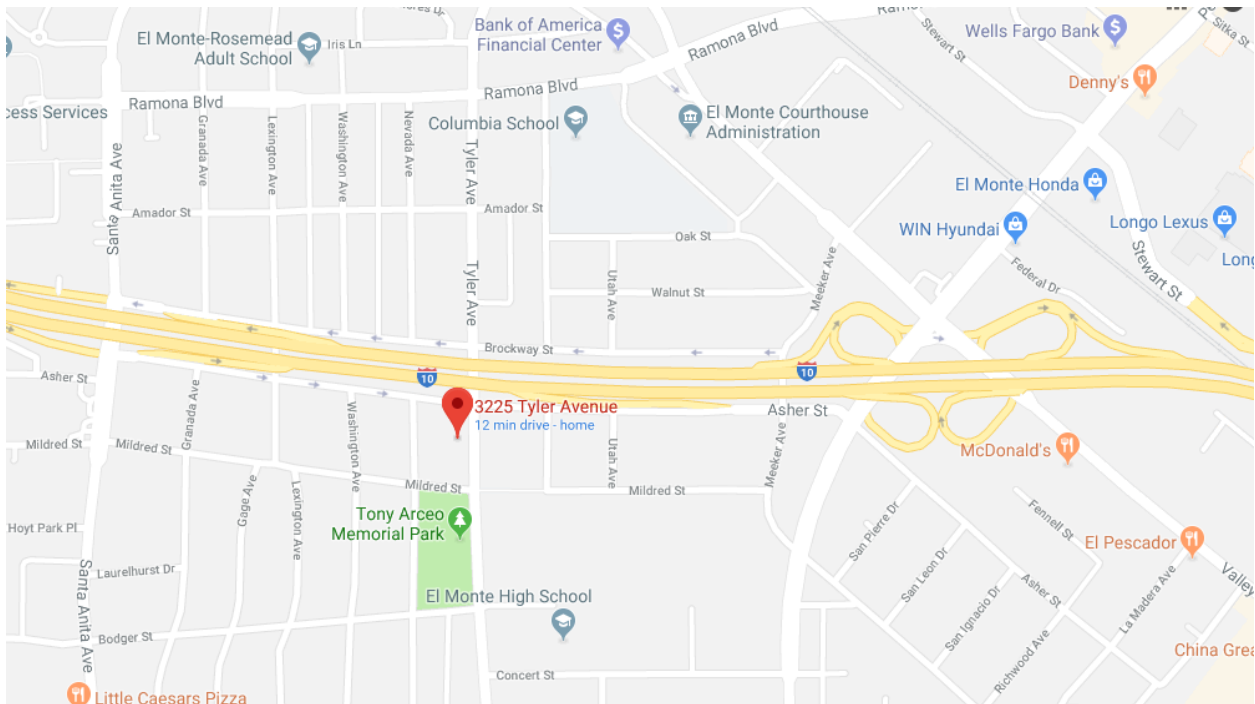 ores Dr
Bank of America
Financial Center
Ramona Blvd
Ramona
Stewart St
Wells Fargo Bank
Sitka St
El Monte-Rosemead
Adult School
Iris Ln
Ramona Blvd
Denny's
cess Services
Ramona Blvd
Ramona Blvd
Columbia School
El Monte Courthouse
Administration
Granada Ave
Lexington Ave
Washington Ave
Nevada Ave
Tyler Ave
Santa Anita Ave
El Monte Honda
Amador St
Amador St
WIN Hyundai
Longo Lexus
Oak St
Long
Tyler Ave
Utah Ave
Walnut St
Meeker Ave
Federal Dr
Stewart St
Brockway St
10
10
Asher St
Granada Ave
3225 Tyler Avenue
12 min drive - home
Asher St
Mildred St
Mildred St
Washington Ave
Utah Ave
Meeker Ave
McDonald's
Mildred St
Mildred St
Gage Ave
Lexington Ave
Tony Arceo
Memorial Park
Hoyt Park Pl
San Pierre Dr
Fennell St
El Pescador
Laurelhurst Dr
San Leon Dr
Asher St
Valley
Santa Anita Ave
El Monte High School
San Ignacio Dr
La Madera Ave
Bodger St
Richwood Ave
China Grea
Concert St
Little Caesars Pizza